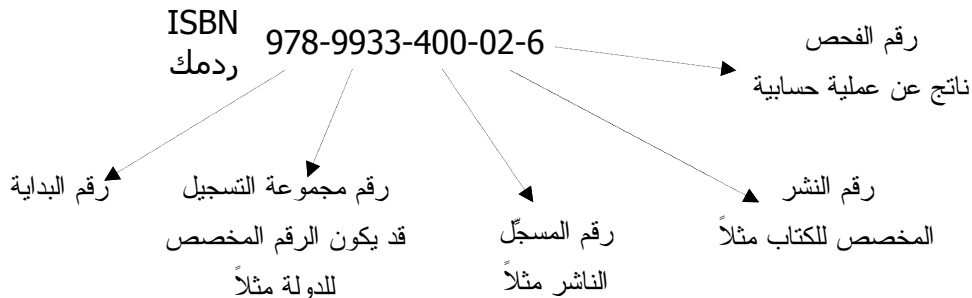 ISBN
ردمك
978-9933-400-02-6
رقم الفحص
ناتج عن عملية حسابية
رقم البداية
رقم مجموعة التسجيل
قد يكون الرقم المخصص
للدولة مثلاً
رقم المسجِّل
الناشر مثلاً
رقم النشر
المخصص للكتاب مثلاً